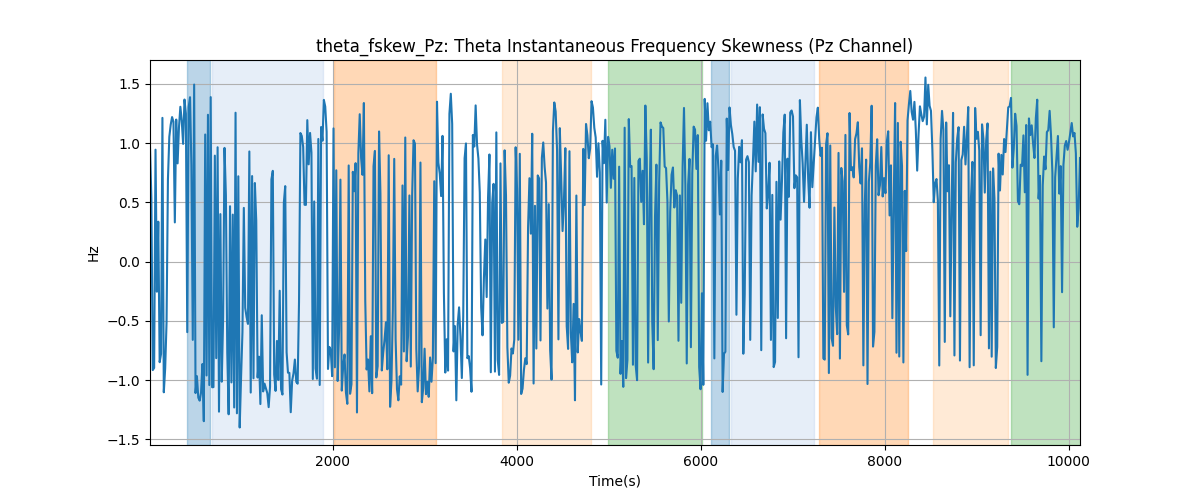 theta_fskew_Pz: Theta Instantaneous Frequency Skewness (Pz Channel)
1.5
1.0
0.5
0.0
−0.5
−1.0
−1.5
Hz
2000 4000 6000 8000 10000
Time(s)